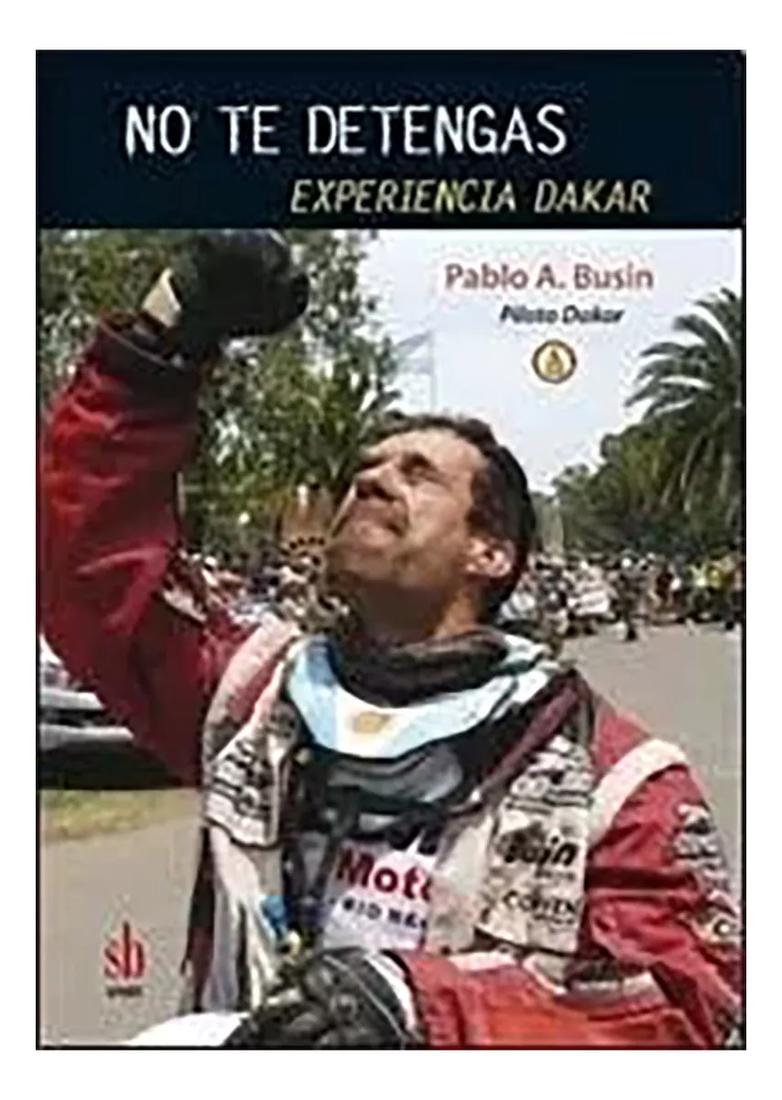 NO TE DETENGAS
EXPERIENCIA DAKAR
Pablo A. Busin
Piloto Dakar
Moto
sb